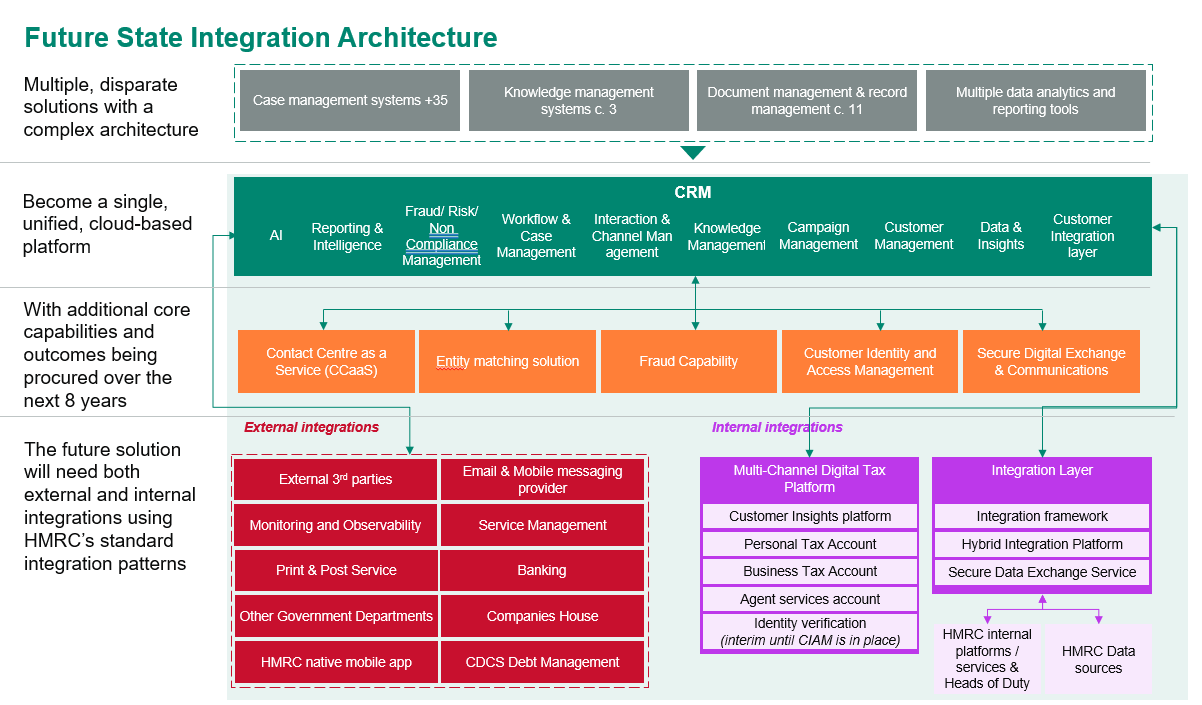 Future State Integration Architecture
Multiple, disparate
solutions with a
complex architecture
Case management systems +35
Knowledge management
systems c. 3
Document management & record
management c. 11
Multiple data analytics and
reporting tools
Become a single,
unified, cloud-based
platform
CRM
AI
Reporting &
Intelligence
Fraud/ Risk/
Non
Compliance
Management
Workflow &
Case
Management
Interaction &
Channel Man
agement
Knowledge
Management
Campaign
Management
Customer
Management
Data &
Insights
Customer
Integration
layer
With additional core
capabilities and
outcomes being
procured over the
next 8 years
Contact Centre as a
Service (CCaaS)
Entity matching solution
Fraud Capability
Customer Identity and
Access Management
Secure Digital Exchange
& Communications
The future solution
will need both
external and internal
integrations using
HMRC’s standard
integration patterns
External integrations
External 3rd parties
Email & Mobile messaging
provider
Monitoring and Observability
Service Management
Print & Post Service
Banking
Other Government Departments
Companies House
HMRC native mobile app
CDCS Debt Management
Internal integrations
Multi-Channel Digital Tax
Platform
Customer Insights platform
Personal Tax Account
Business Tax Account
Agent services account
Identity verification
(interim until CIAM is in place)
Integration Layer
Integration framework
Hybrid Integration Platform
Secure Data Exchange Service
HMRC internal
platforms /
services &
Heads of Duty
HMRC Data
sources